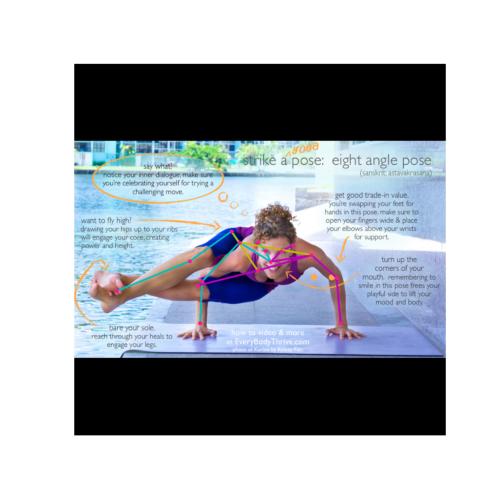 strike a yoga pose: eight angle pose
(sanskrit: astavakrasana)
say what!
notice your inner dialogue. make sure
you're celebrating yourself for trying a
challenging move.
get good trade-in value.
you're swapping your feet for
hands in this pose. make sure to
open your fingers wide & place
your elbows above your wrists
for support.
want to fly high?
drawing your hips up to your ribs
will engage your core, creating
power and height.
turn up the
corners of your
mouth. remembering to
smile in this pose frees your
playful side to lift your
mood and body.
bare your sole.
reach through your heals to
engage your legs.
how to video & more
at EveryBodyThrive.com